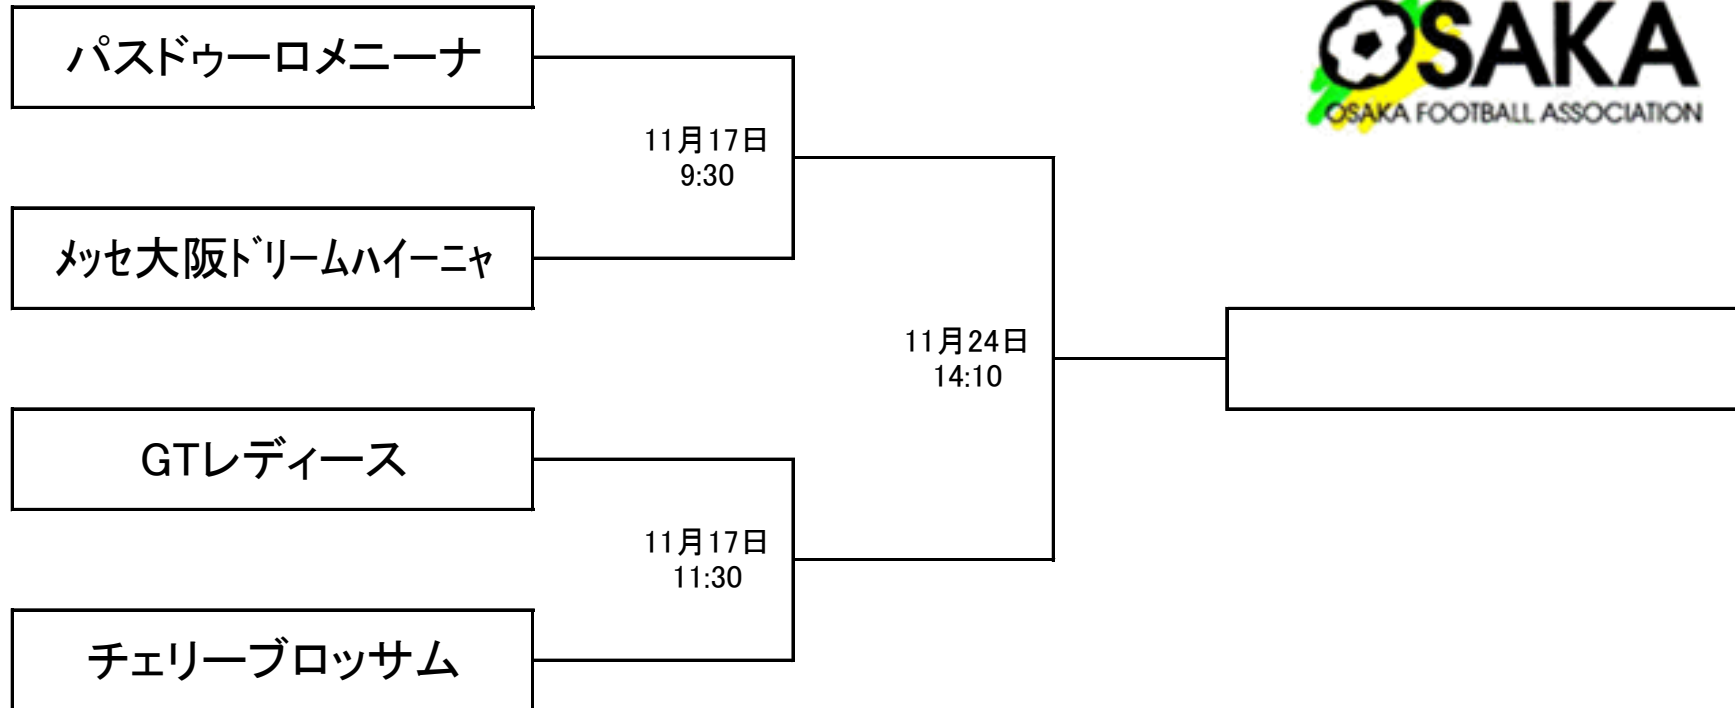 OSAKA
OSAKA FOOTBALL ASSOCIATION
パスドゥーロメニーナ
11月17日
9:30
ﾒｯｾ大阪ﾄﾞﾘｰﾑﾊｲｰﾆｬ
11月24日
14:10
GTレディース
11月17日
11:30
チェリーブロッサム